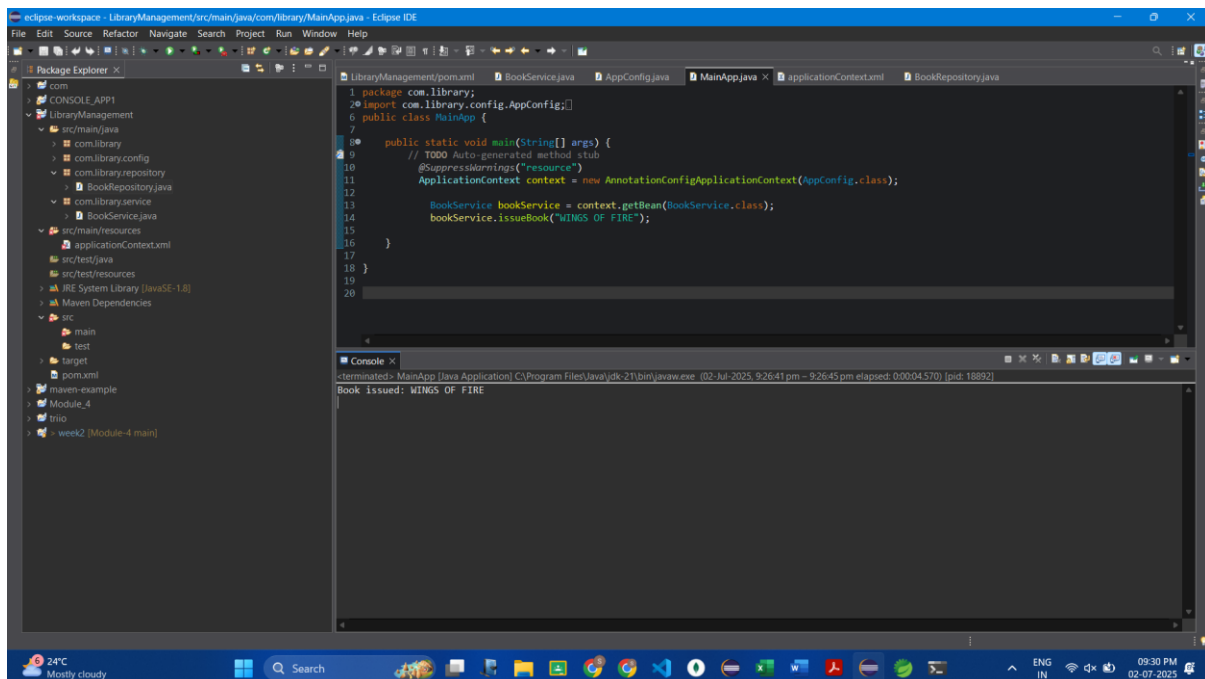 eclipse-workspace - LibraryManagement/src/main/java/com/library/MainApp.java - Eclipse IDE
File Edit Source Refactor Navigate Search Project Run Window Help
Package Explorer
com
CONSOLE_APP1
LibraryManagement
src/main/java
com.library
com.library.config
com.library.repository
BookRepository.java
com.library.service
BookService.java
src/main/resources
applicationContext.xml
src/test/java
src/test/resources
JRE System Library [JavaSE-1.8]
Maven Dependencies
src
main
test
target
pom.xml
maven-example
Module_4
triio
> week2 [Module-4 main]
LibraryManagement/pom.xml BookService.java AppConfig.java MainApp.java applicationContext.xml BookRepository.java
1 package com.library;
2 import com.library.config.AppConfig;
6 public class MainApp {
7
8 public static void main(String[] args) {
9 // TODO Auto-generated method stub
10 @SuppressWarnings("resource")
11 ApplicationContext context = new AnnotationConfigApplicationContext(AppConfig.class);
12
13 BookService bookService = context.getBean(BookService.class);
14 bookService.issueBook("WINGS OF FIRE");
15
16 }
17
18 }
19
20
Console
<terminated> MainApp [Java Application] C:\Program Files\Java\jdk-21\bin\javaw.exe (02-Jul-2025, 9:26:41 pm – 9:26:45 pm elapsed: 0:00:04.570) [pid: 18892]
Book issued: WINGS OF FIRE
6
24°C
Mostly cloudy
Search
ENG
IN
09:30 PM
02-07-2025